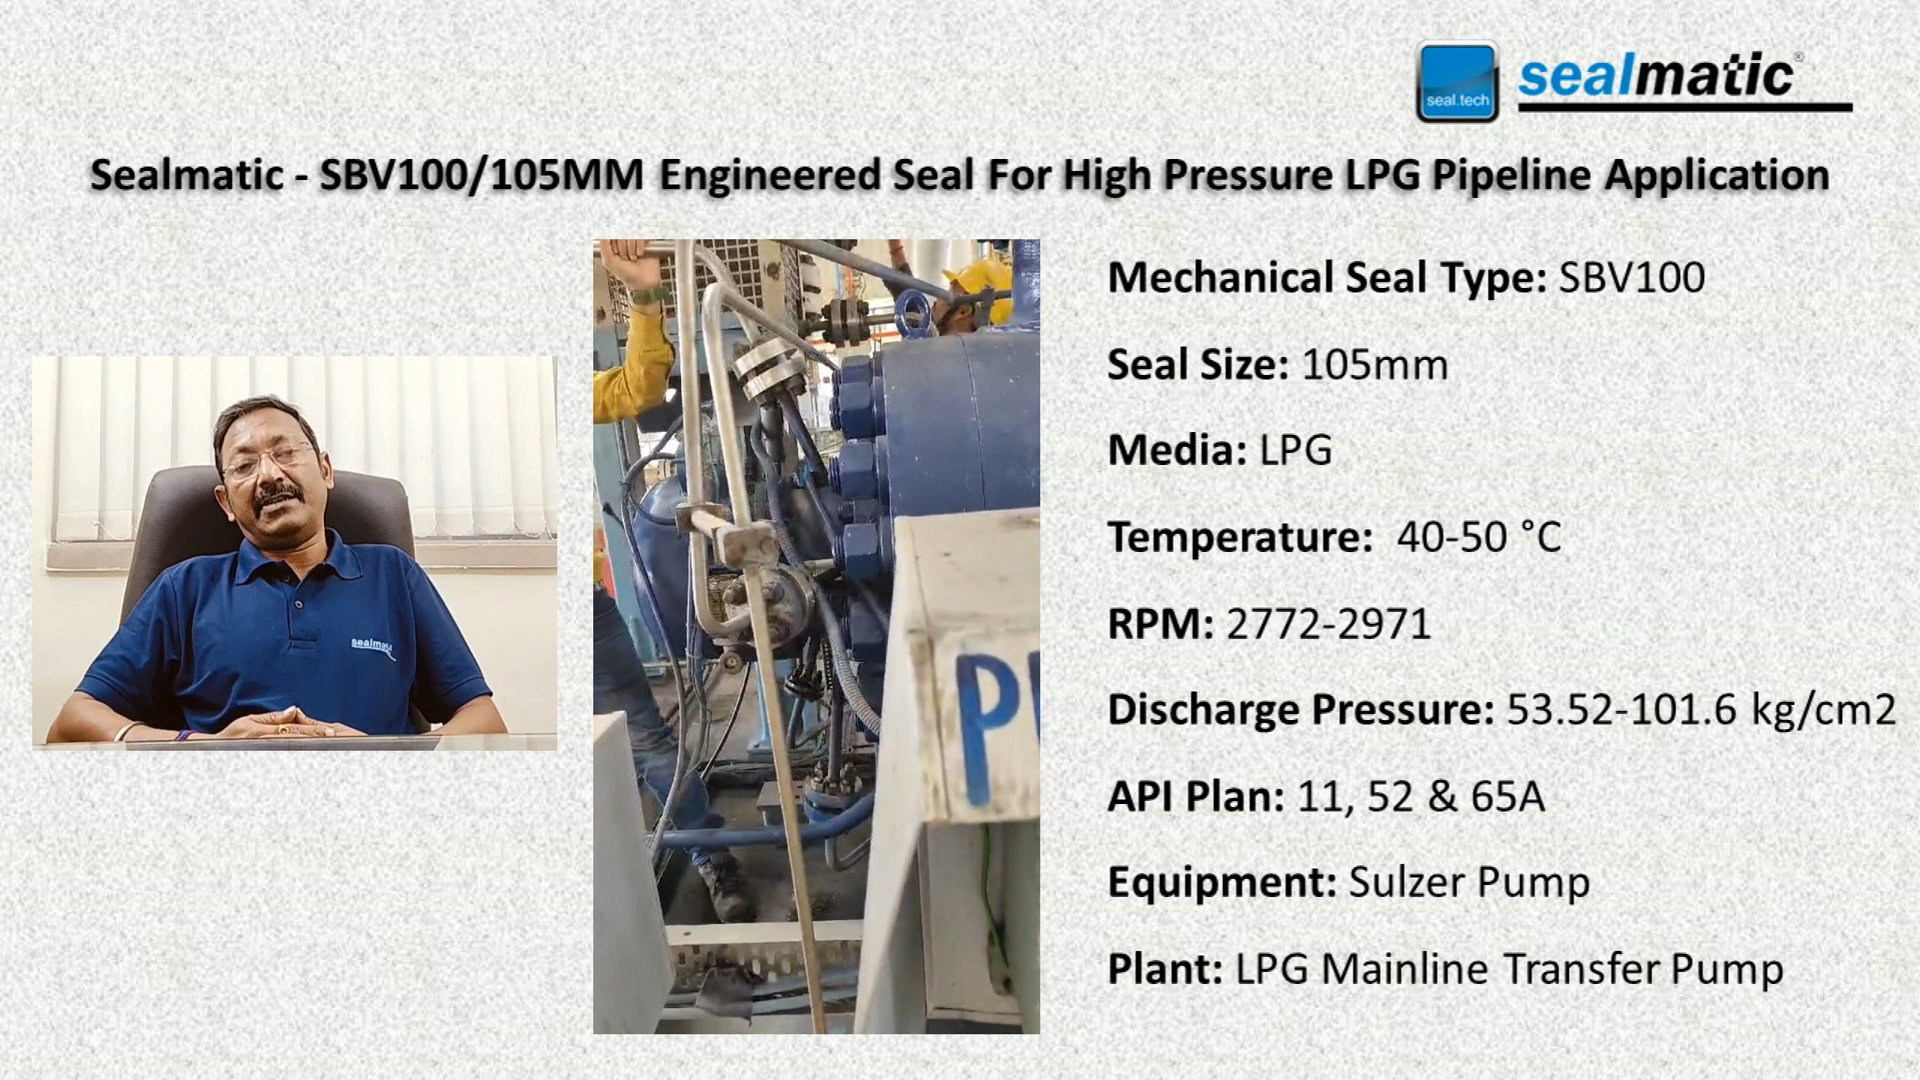 seal.tech
sealmatic®
Sealmatic - SBV100/105MM Engineered Seal For High Pressure LPG Pipeline Application
Mechanical Seal Type: SBV100
Seal Size: 105mm
Media: LPG
Temperature: 40-50 °C
RPM: 2772-2971
Discharge Pressure: 53.52-101.6 kg/cm2
API Plan: 11, 52 & 65A
Equipment: Sulzer Pump
Plant: LPG Mainline Transfer Pump
sealmatic